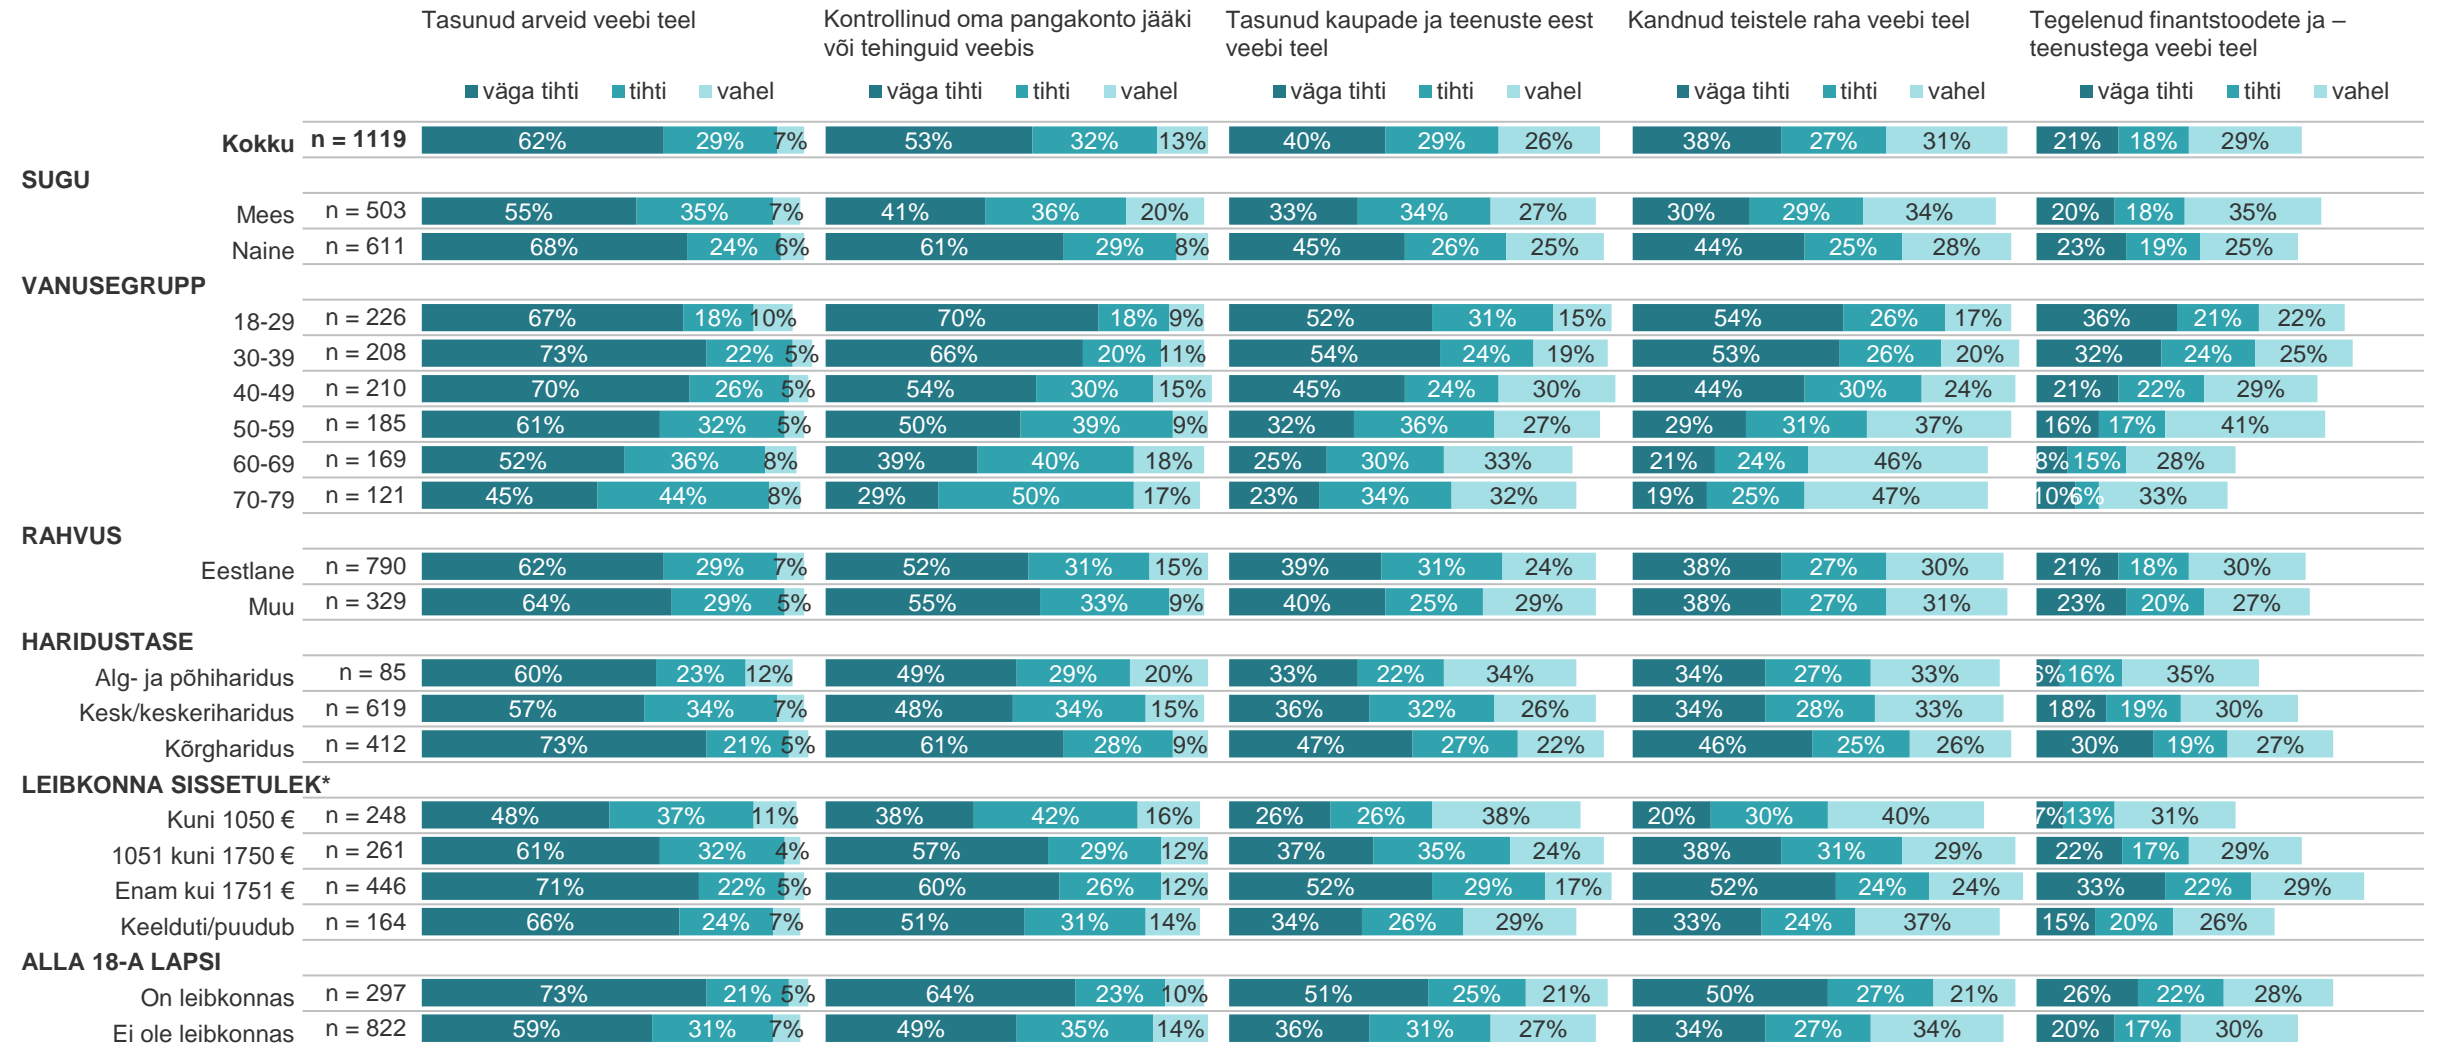 Tasunud arveid veebi teel
Kontrollinud oma pangakonto jääki
või tehinguid veebis
Tasunud kaupade ja teenuste eest
veebi teel
Kandnud teistele raha veebi teel
Tegelenud finantstoodete ja –
teenustega veebi teel
väga tihti tihti vahel väga tihti tihti vahel väga tihti tihti vahel väga tihti tihti vahel väga tihti tihti vahel
Kokku n = 1119 62% 29% 7% 53% 32% 13% 40% 29% 26% 38% 27% 31% 21% 18% 29%
SUGU
Mees n = 503 55% 35% 7% 41% 36% 20% 33% 34% 27% 30% 29% 34% 20% 18% 35%
Naine n = 611 68% 24% 6% 61% 29% 8% 45% 26% 25% 44% 25% 28% 23% 19% 25%
VANUSEGRUPP
18-29 n = 226 67% 18% 10% 70% 18% 9% 52% 31% 15% 54% 26% 17% 36% 21% 22%
30-39 n = 208 73% 22% 5% 66% 20% 11% 54% 24% 19% 53% 26% 20% 32% 24% 25%
40-49 n = 210 70% 26% 5% 54% 30% 15% 45% 24% 30% 44% 30% 24% 21% 22% 29%
50-59 n = 185 61% 32% 5% 50% 39% 9% 32% 36% 27% 29% 31% 37% 16% 17% 41%
60-69 n = 169 52% 36% 8% 39% 40% 18% 25% 30% 33% 21% 24% 46% 8% 15% 28%
70-79 n = 121 45% 44% 8% 29% 50% 17% 23% 34% 32% 19% 25% 47% 10% 6% 33%
RAHVUS
Eestlane n = 790 62% 29% 7% 52% 31% 15% 39% 31% 24% 38% 27% 30% 21% 18% 30%
Muu n = 329 64% 29% 5% 55% 33% 9% 40% 25% 29% 38% 27% 31% 23% 20% 27%
HARIDUSTASE
Alg- ja põhiharidus n = 85 60% 23% 12% 49% 29% 20% 33% 22% 34% 34% 27% 33% 6% 16% 35%
Kesk/keskeriharidus n = 619 57% 34% 7% 48% 34% 15% 36% 32% 26% 34% 28% 33% 18% 19% 30%
Kõrgharidus n = 412 73% 21% 5% 61% 28% 9% 47% 27% 22% 46% 25% 26% 30% 19% 27%
LEIBKONNA SISSETULEK*
Kuni 1050 € n = 248 48% 37% 11% 38% 42% 16% 26% 26% 38% 20% 30% 40% 7% 13% 31%
1051 kuni 1750 € n = 261 61% 32% 4% 57% 29% 12% 37% 35% 24% 38% 31% 29% 22% 17% 29%
Enam kui 1751 € n = 446 71% 22% 5% 60% 26% 12% 52% 29% 17% 52% 24% 24% 33% 22% 29%
Keelduti/puudub n = 164 66% 24% 7% 51% 31% 14% 34% 26% 29% 33% 24% 37% 15% 20% 26%
ALLA 18-A LAPSI
On leibkonnas n = 297 73% 21% 5% 64% 23% 10% 51% 25% 21% 50% 27% 21% 26% 22% 28%
Ei ole leibkonnas n = 822 59% 31% 7% 49% 35% 14% 36% 31% 27% 34% 27% 34% 20% 17% 30%